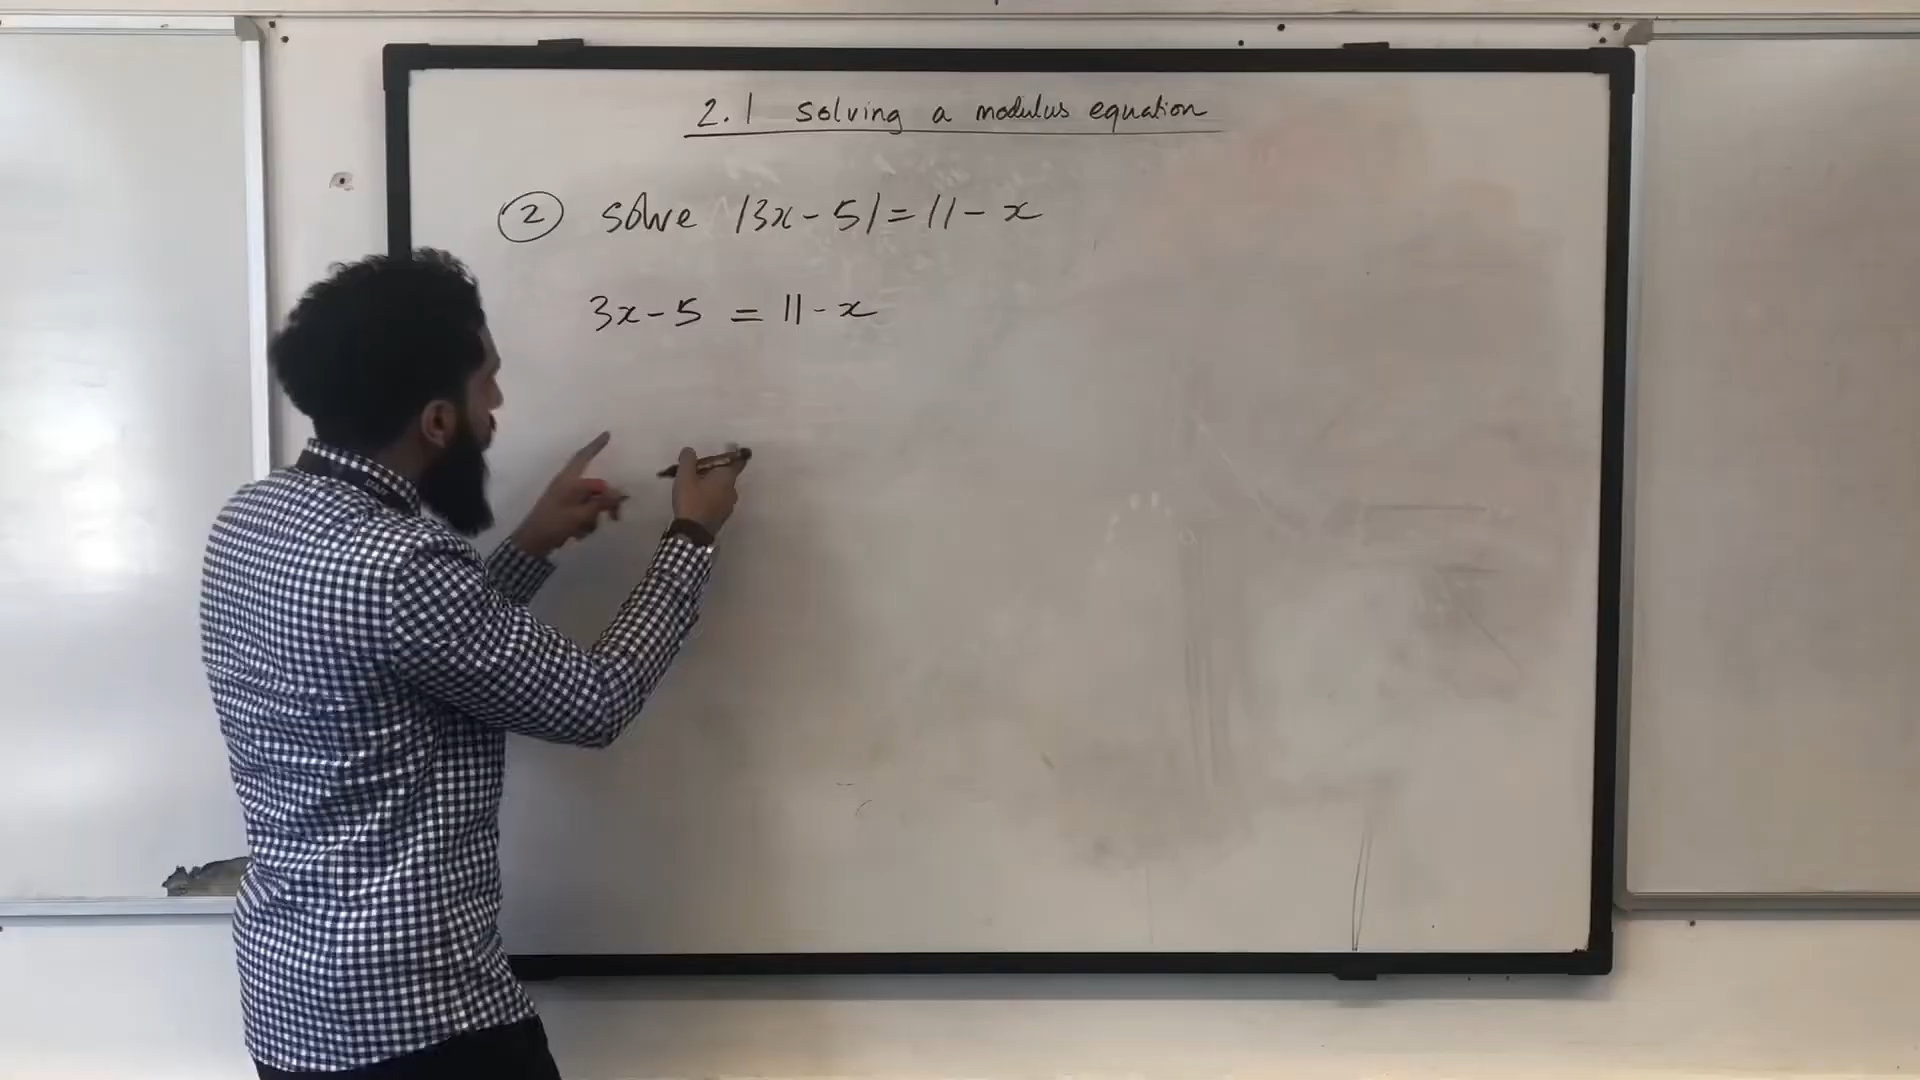 2.1 solving a modulus equation
② solve |3x-5|=11-x
3x-5 = 11-x